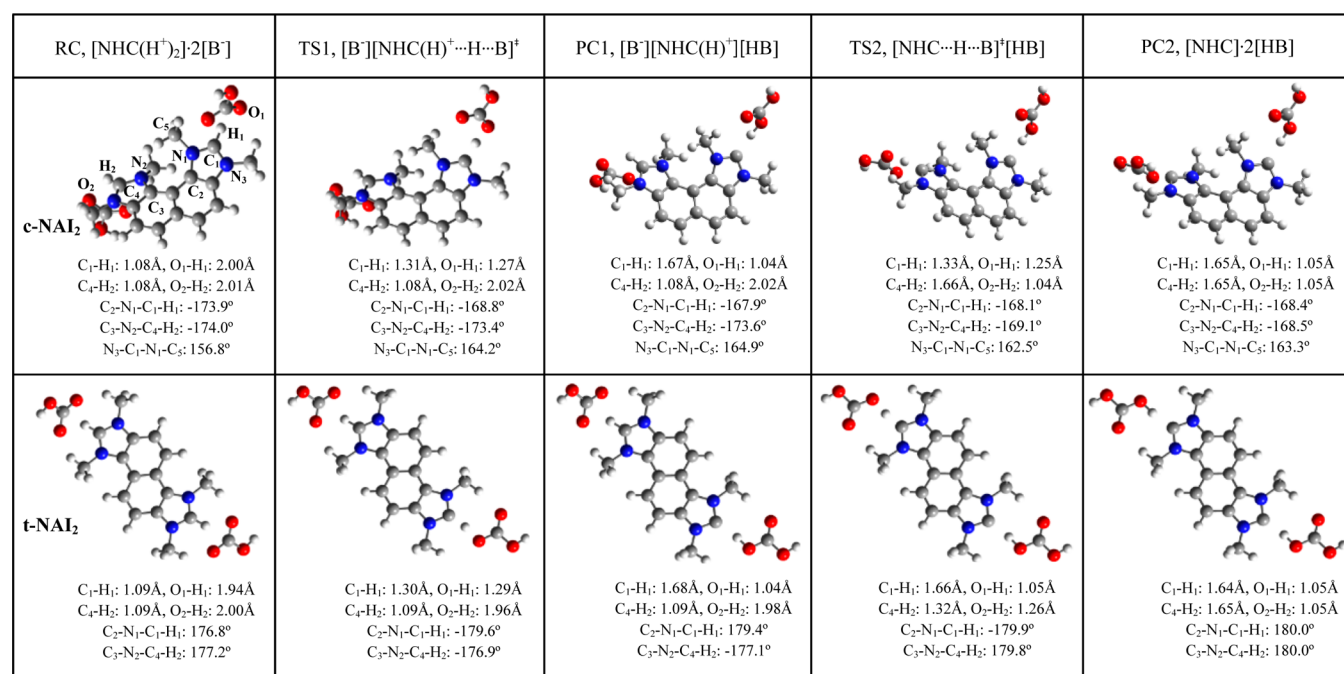 RC, [NHC(H⁺)₂]·2[B⁻]
TS1, [B⁻][NHC(H)⁺···H···B]‡
PC1, [B⁻][NHC(H)⁺][HB]
TS2, [NHC···H···B]‡[HB]
PC2, [NHC]·2[HB]
c-NAI₂
O₁
C₅
H₁
N₁
C₁
N₂
H₂
N₃
C₂
O₂
C₄
C₃
C₁-H₁: 1.08Å, O₁-H₁: 2.00Å
C₄-H₂: 1.08Å, O₂-H₂: 2.01Å
C₂-N₁-C₁-H₁: -173.9º
C₃-N₂-C₄-H₂: -174.0º
N₃-C₁-N₁-C₅: 156.8º
C₁-H₁: 1.31Å, O₁-H₁: 1.27Å
C₄-H₂: 1.08Å, O₂-H₂: 2.02Å
C₂-N₁-C₁-H₁: -168.8º
C₃-N₂-C₄-H₂: -173.4º
N₃-C₁-N₁-C₅: 164.2º
C₁-H₁: 1.67Å, O₁-H₁: 1.04Å
C₄-H₂: 1.08Å, O₂-H₂: 2.02Å
C₂-N₁-C₁-H₁: -167.9º
C₃-N₂-C₄-H₂: -173.6º
N₃-C₁-N₁-C₅: 164.9º
C₁-H₁: 1.33Å, O₁-H₁: 1.25Å
C₄-H₂: 1.66Å, O₂-H₂: 1.04Å
C₂-N₁-C₁-H₁: -168.1º
C₃-N₂-C₄-H₂: -169.1º
N₃-C₁-N₁-C₅: 162.5º
C₁-H₁: 1.65Å, O₁-H₁: 1.05Å
C₄-H₂: 1.65Å, O₂-H₂: 1.05Å
C₂-N₁-C₁-H₁: -168.4º
C₃-N₂-C₄-H₂: -168.5º
N₃-C₁-N₁-C₅: 163.3º
t-NAI₂
C₁-H₁: 1.09Å, O₁-H₁: 1.94Å
C₄-H₂: 1.09Å, O₂-H₂: 2.00Å
C₂-N₁-C₁-H₁: 176.8º
C₃-N₂-C₄-H₂: 177.2º
C₁-H₁: 1.30Å, O₁-H₁: 1.29Å
C₄-H₂: 1.09Å, O₂-H₂: 1.96Å
C₂-N₁-C₁-H₁: -179.6º
C₃-N₂-C₄-H₂: -176.9º
C₁-H₁: 1.68Å, O₁-H₁: 1.04Å
C₄-H₂: 1.09Å, O₂-H₂: 1.98Å
C₂-N₁-C₁-H₁: 179.4º
C₃-N₂-C₄-H₂: -177.1º
C₁-H₁: 1.66Å, O₁-H₁: 1.05Å
C₄-H₂: 1.32Å, O₂-H₂: 1.26Å
C₂-N₁-C₁-H₁: -179.9º
C₃-N₂-C₄-H₂: 179.8º
C₁-H₁: 1.64Å, O₁-H₁: 1.05Å
C₄-H₂: 1.65Å, O₂-H₂: 1.05Å
C₂-N₁-C₁-H₁: 180.0º
C₃-N₂-C₄-H₂: 180.0º